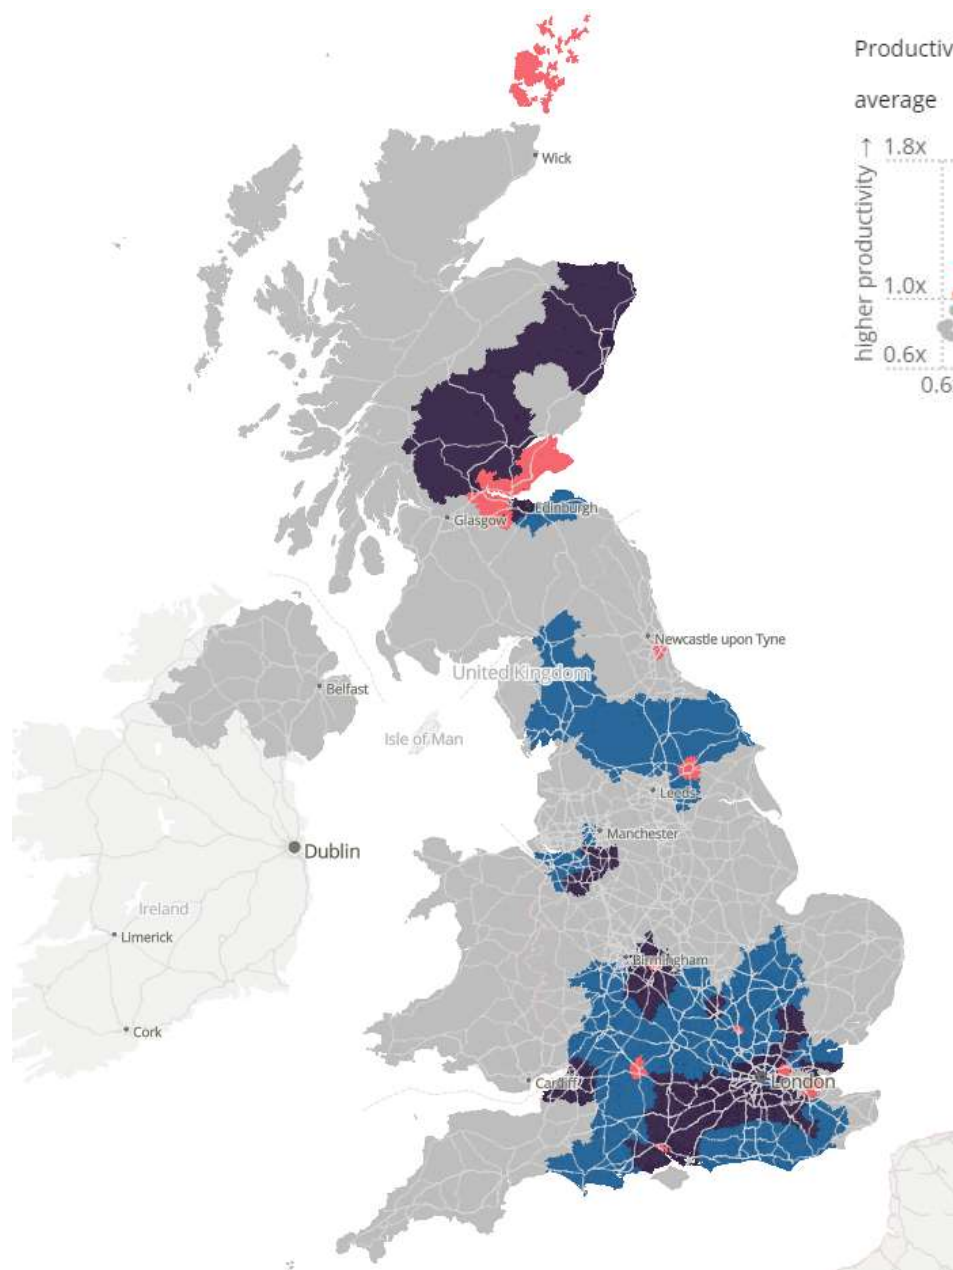 Productiv
average
↑ 1.8x
higher productivity
1.0x
0.6x
0.6
Wick
Edinburgh
Glasgow
Newcastle upon Tyne
United Kingdom
Belfast
Isle of Man
Leeds
Manchester
Dublin
Ireland
Limerick
Birmingham
Cork
Cardiff
London